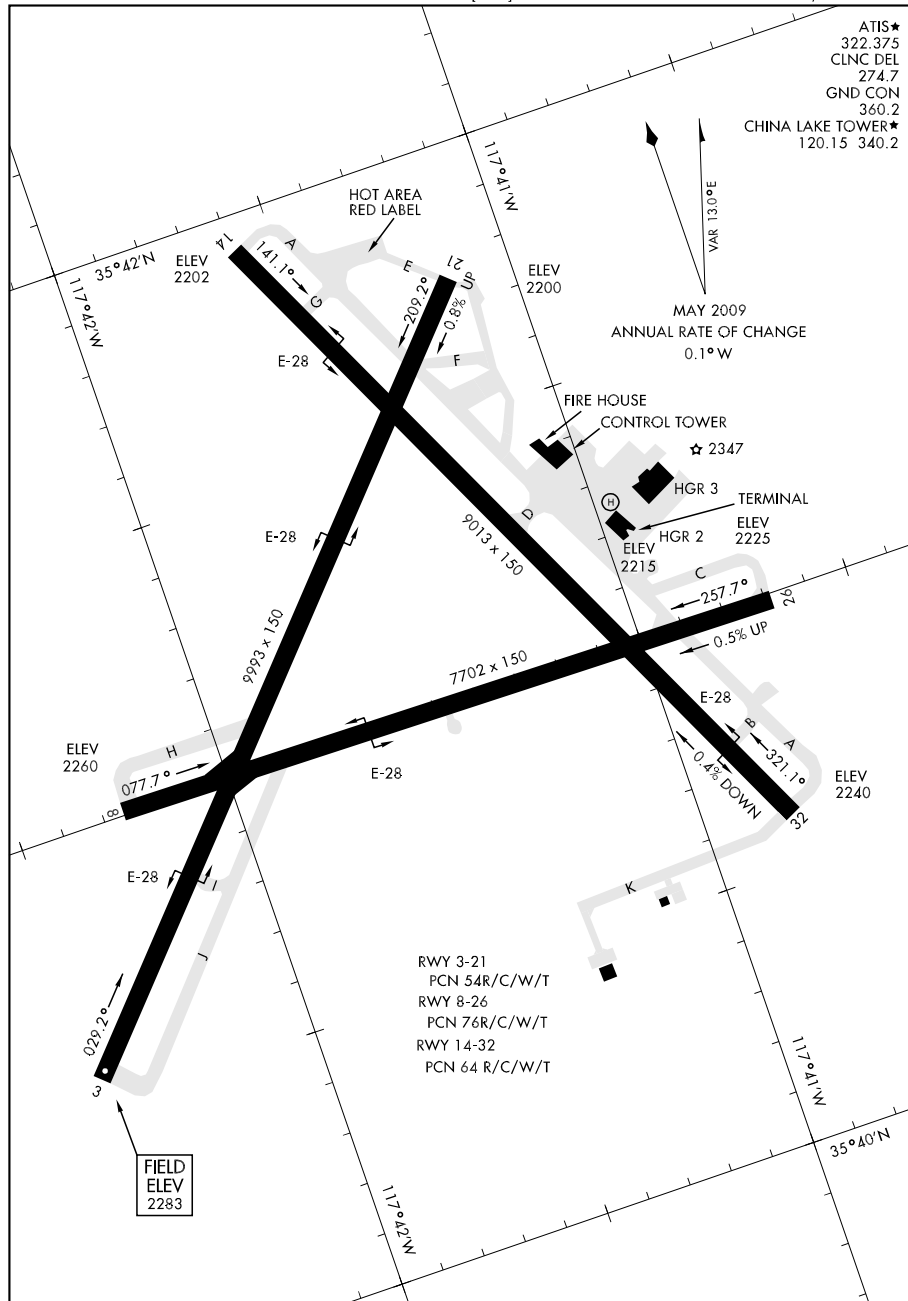 ATIS★
322.375
CLNC DEL
274.7
GND CON
360.2
CHINA LAKE TOWER★
120.15 340.2
117°41'W
HOT AREA
RED LABEL
VAR 13.0°E
35°42'N
ELEV
2202
14
A
141.1°
G
E
21
209.2°
0.8% UP
F
ELEV
2200
117°42'W
MAY 2009
ANNUAL RATE OF CHANGE
0.1° W
E-28
FIRE HOUSE
CONTROL TOWER
☆ 2347
HGR 3
H
TERMINAL
HGR 2
ELEV
2215
ELEV
2225
D
9013 x 150
E-28
C
257.7°
26
0.5% UP
9993 x 150
7702 x 150
E-28
B
A
321.1°
0.4% DOWN
32
ELEV
2240
ELEV
2260
H
077.7°
8
E-28
E-28
I
J
K
RWY 3-21
PCN 54R/C/W/T
RWY 8-26
PCN 76R/C/W/T
RWY 14-32
PCN 64 R/C/W/T
029.2°
3
117°41'W
35°40'N
FIELD
ELEV
2283
117°42'W